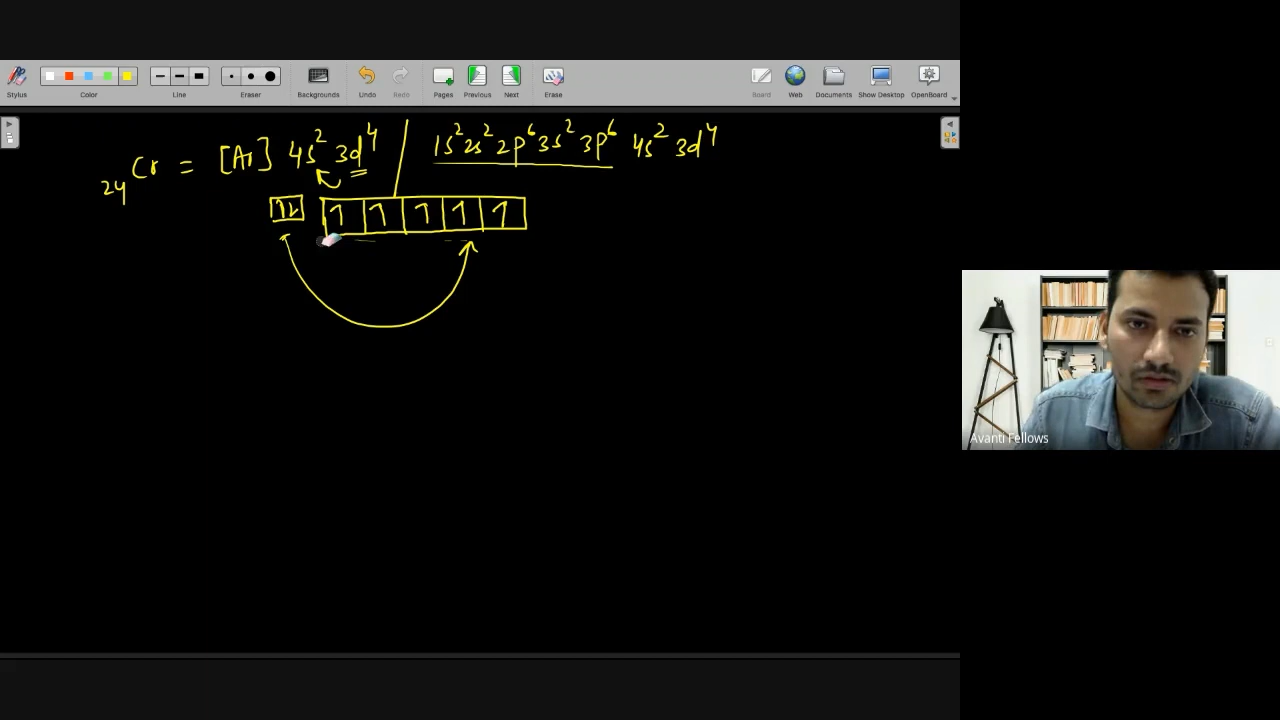 Stylus Color Line Eraser Backgrounds Undo Redo Pages Previous Next Erase Board Web Documents Show Desktop OpenBoard
₂₄Cr = [Ar] 4s² 3d⁴ / 1s² 2s² 2p⁶ 3s² 3p⁶ 4s² 3d⁴
↑↓ ↑ ↑ ↑ ↑ ↑
Avanti Fellows